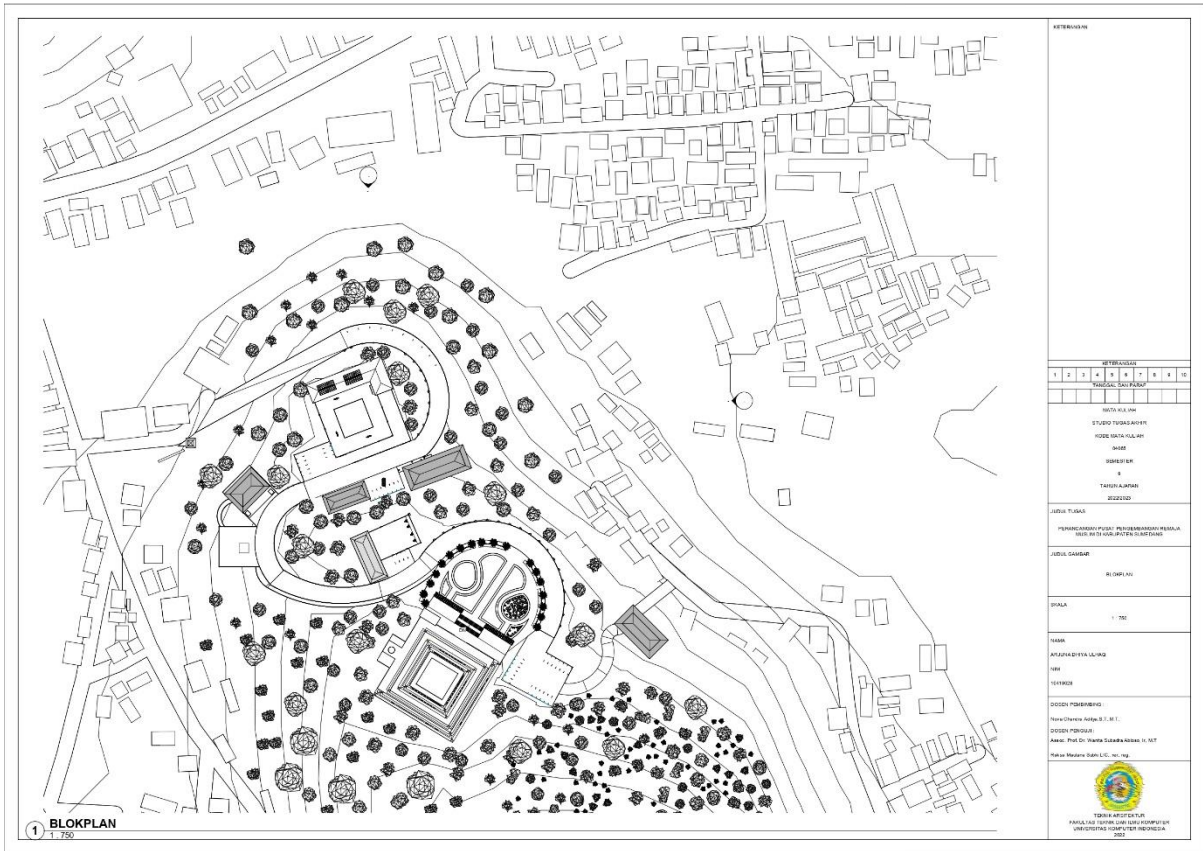 1
BLOKPLAN
1 : 750
KETERANGAN
KETERANGAN
1 2 3 4 5 6 7 8 9 10
TANGGAL DAN PARAF
MATA KULIAH
STUDIO TUGAS AKHIR
KODE MATA KULIAH
SEMESTER
8
TAHUN AJARAN
2022/2023
JUDUL TUGAS
PERANCANGAN PUSAT PENGEMBANGAN REMAJA
MUSLIM DI KABUPATEN SUMEDANG
JUDUL GAMBAR
BLOKPLAN
SKALA
1 : 750
NAMA
NIM
DOSEN PEMBIMBING :
DOSEN PENGUJI :
TEKNIK ARSITEKTUR
FAKULTAS TEKNIK DAN ILMU KOMPUTER
UNIVERSITAS KOMPUTER INDONESIA
2022